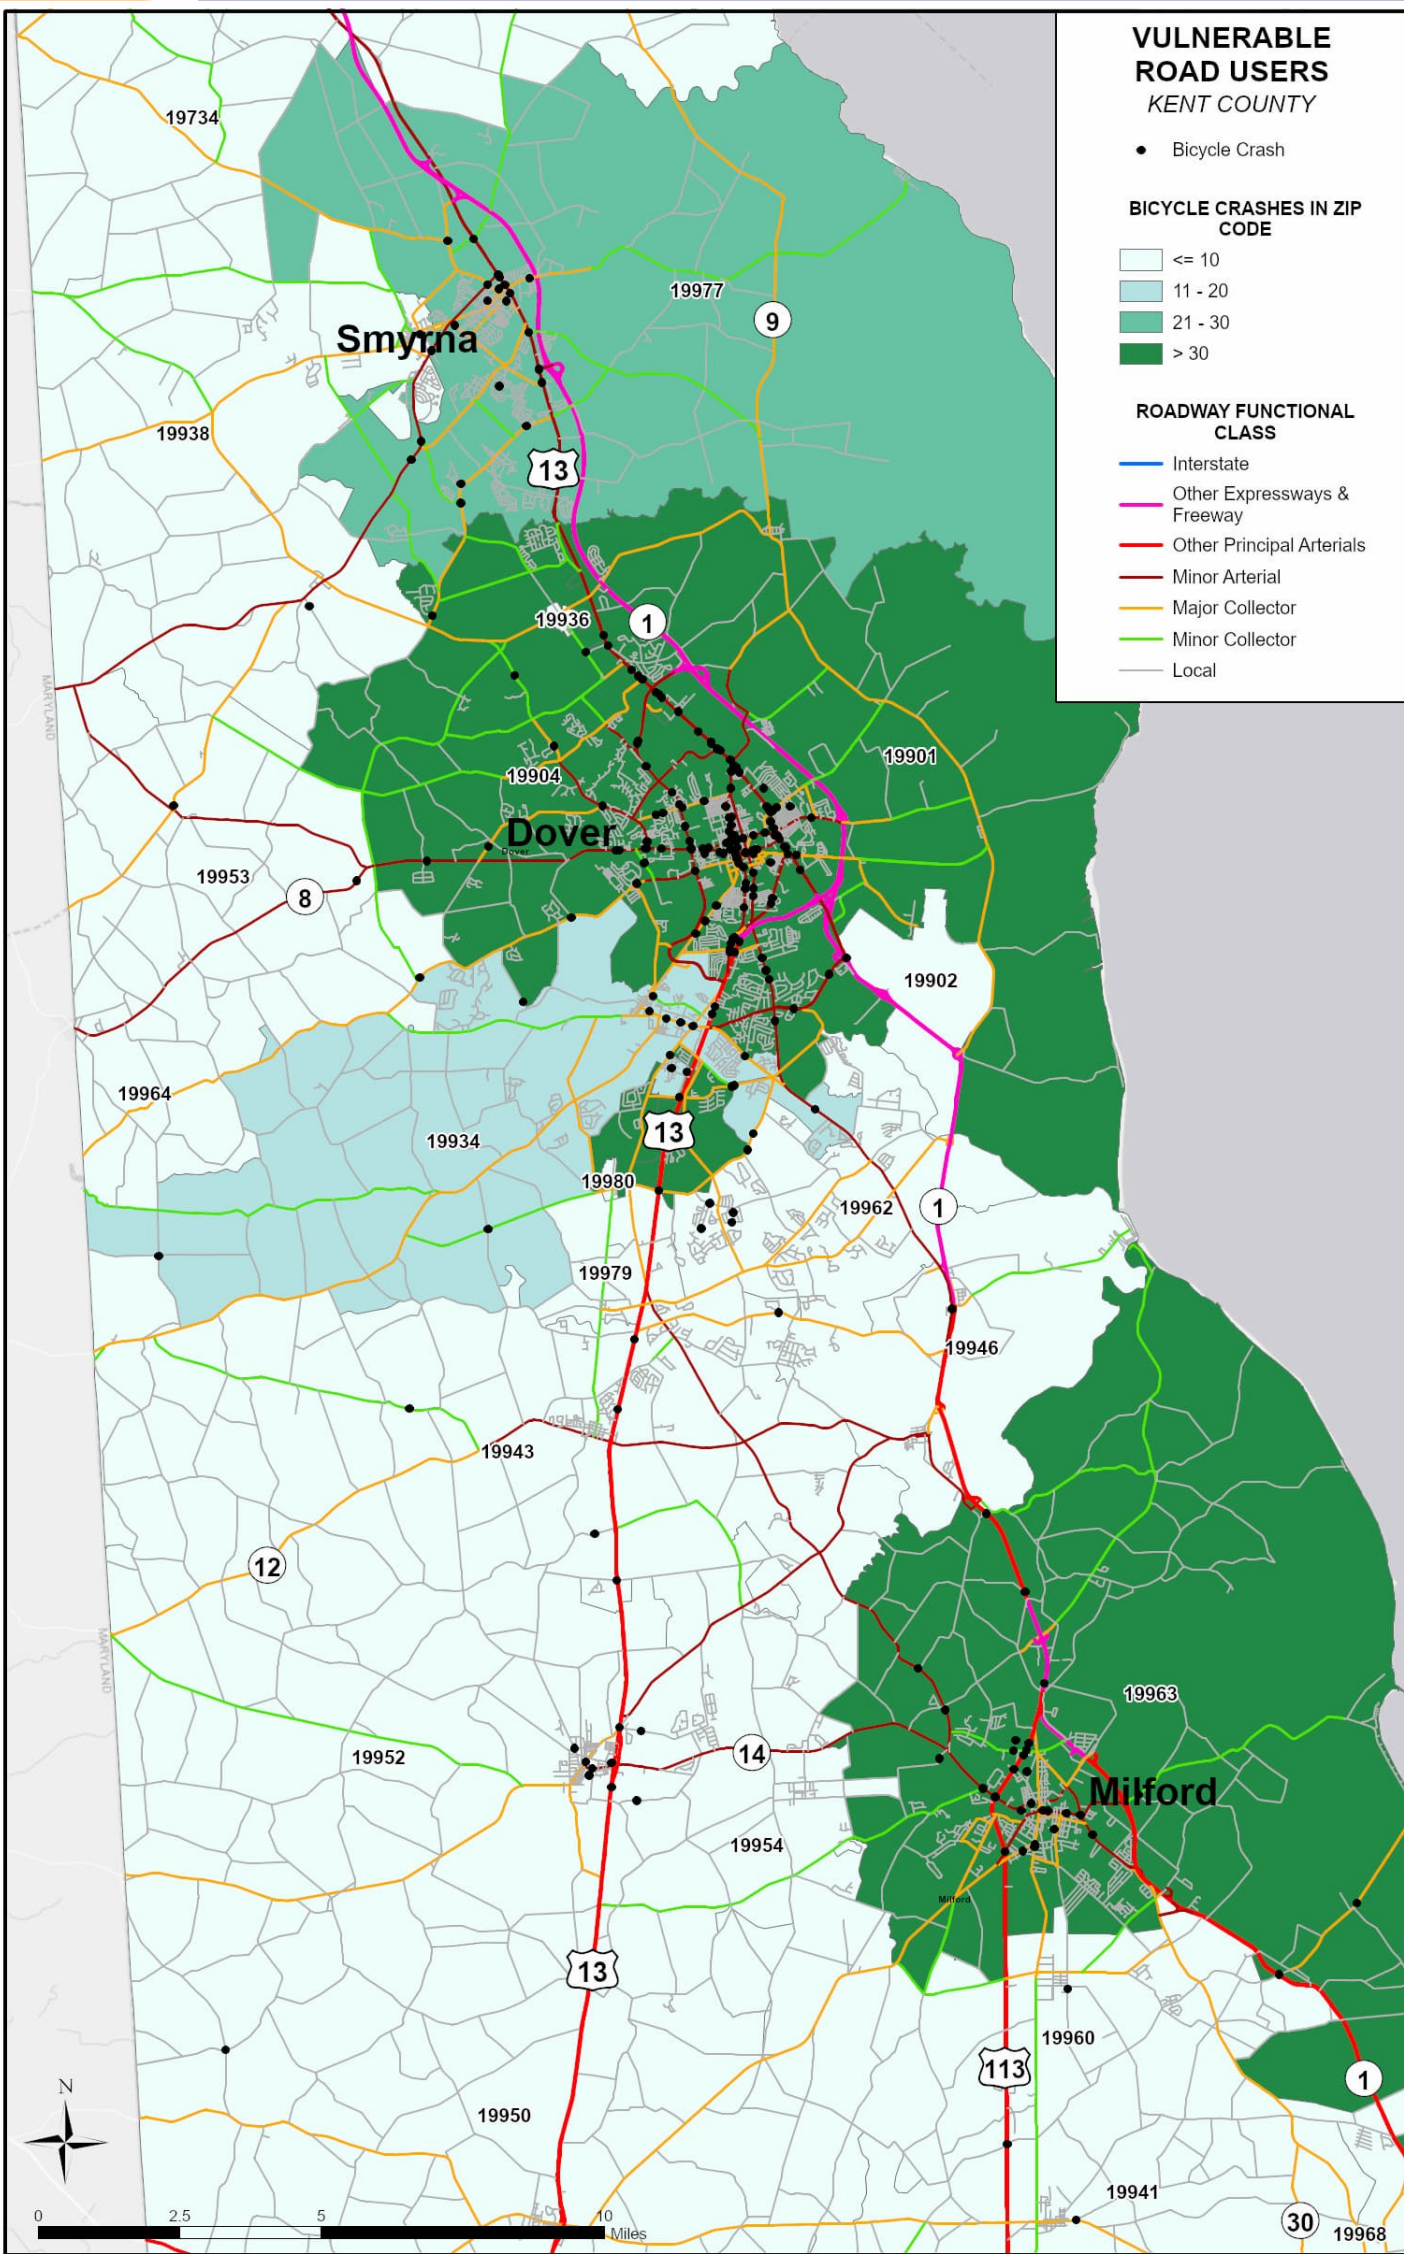 VULNERABLE
ROAD USERS
KENT COUNTY
Bicycle Crash
BICYCLE CRASHES IN ZIP
CODE
<= 10
11 - 20
21 - 30
> 30
ROADWAY FUNCTIONAL
CLASS
Interstate
Other Expressways &
Freeway
Other Principal Arterials
Minor Arterial
Major Collector
Minor Collector
Local
19734
19977
9
Smyrna
19938
13
19936
1
MARYLAND
19901
19904
Dover
Dover
19953
8
19902
19964
13
19934
19980
19962
1
19979
19946
19943
12
MARYLAND
19963
14
19952
Milford
19954
Milford
13
19960
113
1
N
19950
19941
30
19968
0 2.5 5 10
Miles